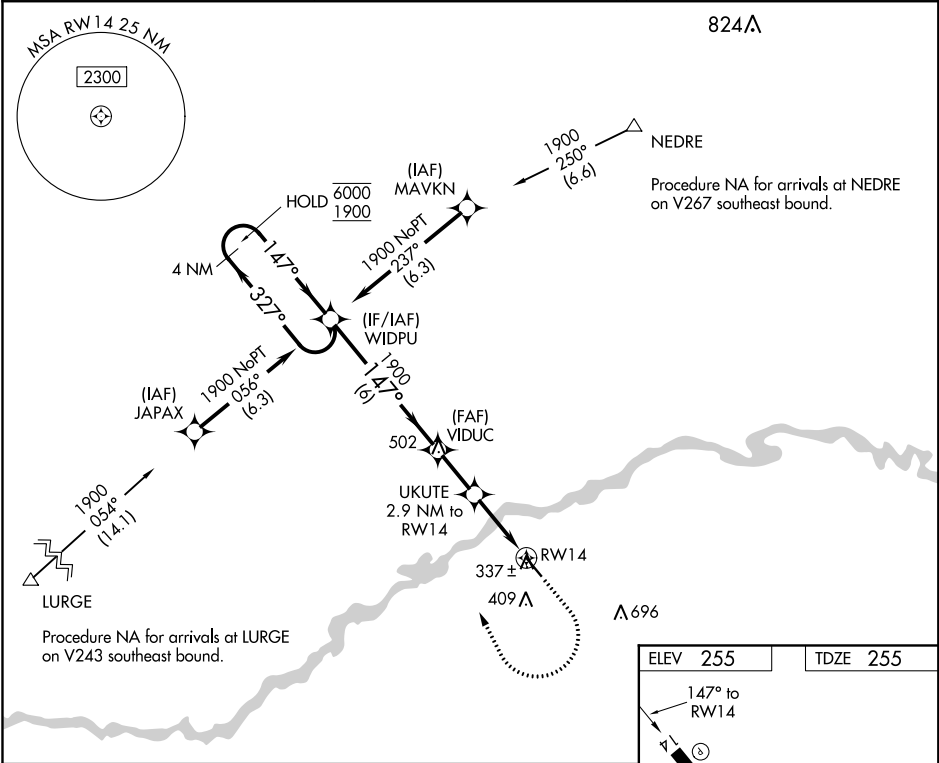 MSA RW14 25 NM
2300
824
NEDRE
1900
250°
(6.6)
Procedure NA for arrivals at NEDRE
on V267 southeast bound.
(IAF)
MAVKN
HOLD 6000
1900
1900 NoPT
237°
(6.3)
4 NM
147°
327°
(IF/IAF)
WIDPU
1900 NoPT
056°
(6.3)
(IAF)
JAPAX
1900
147°
(6)
(FAF)
VIDUC
502
UKUTE
2.9 NM to
RW14
1900
054°
(14.1)
RW14
337 ±
409
696
LURGE
Procedure NA for arrivals at LURGE
on V243 southeast bound.
ELEV 255
TDZE 255
147° to
RW14
14
P